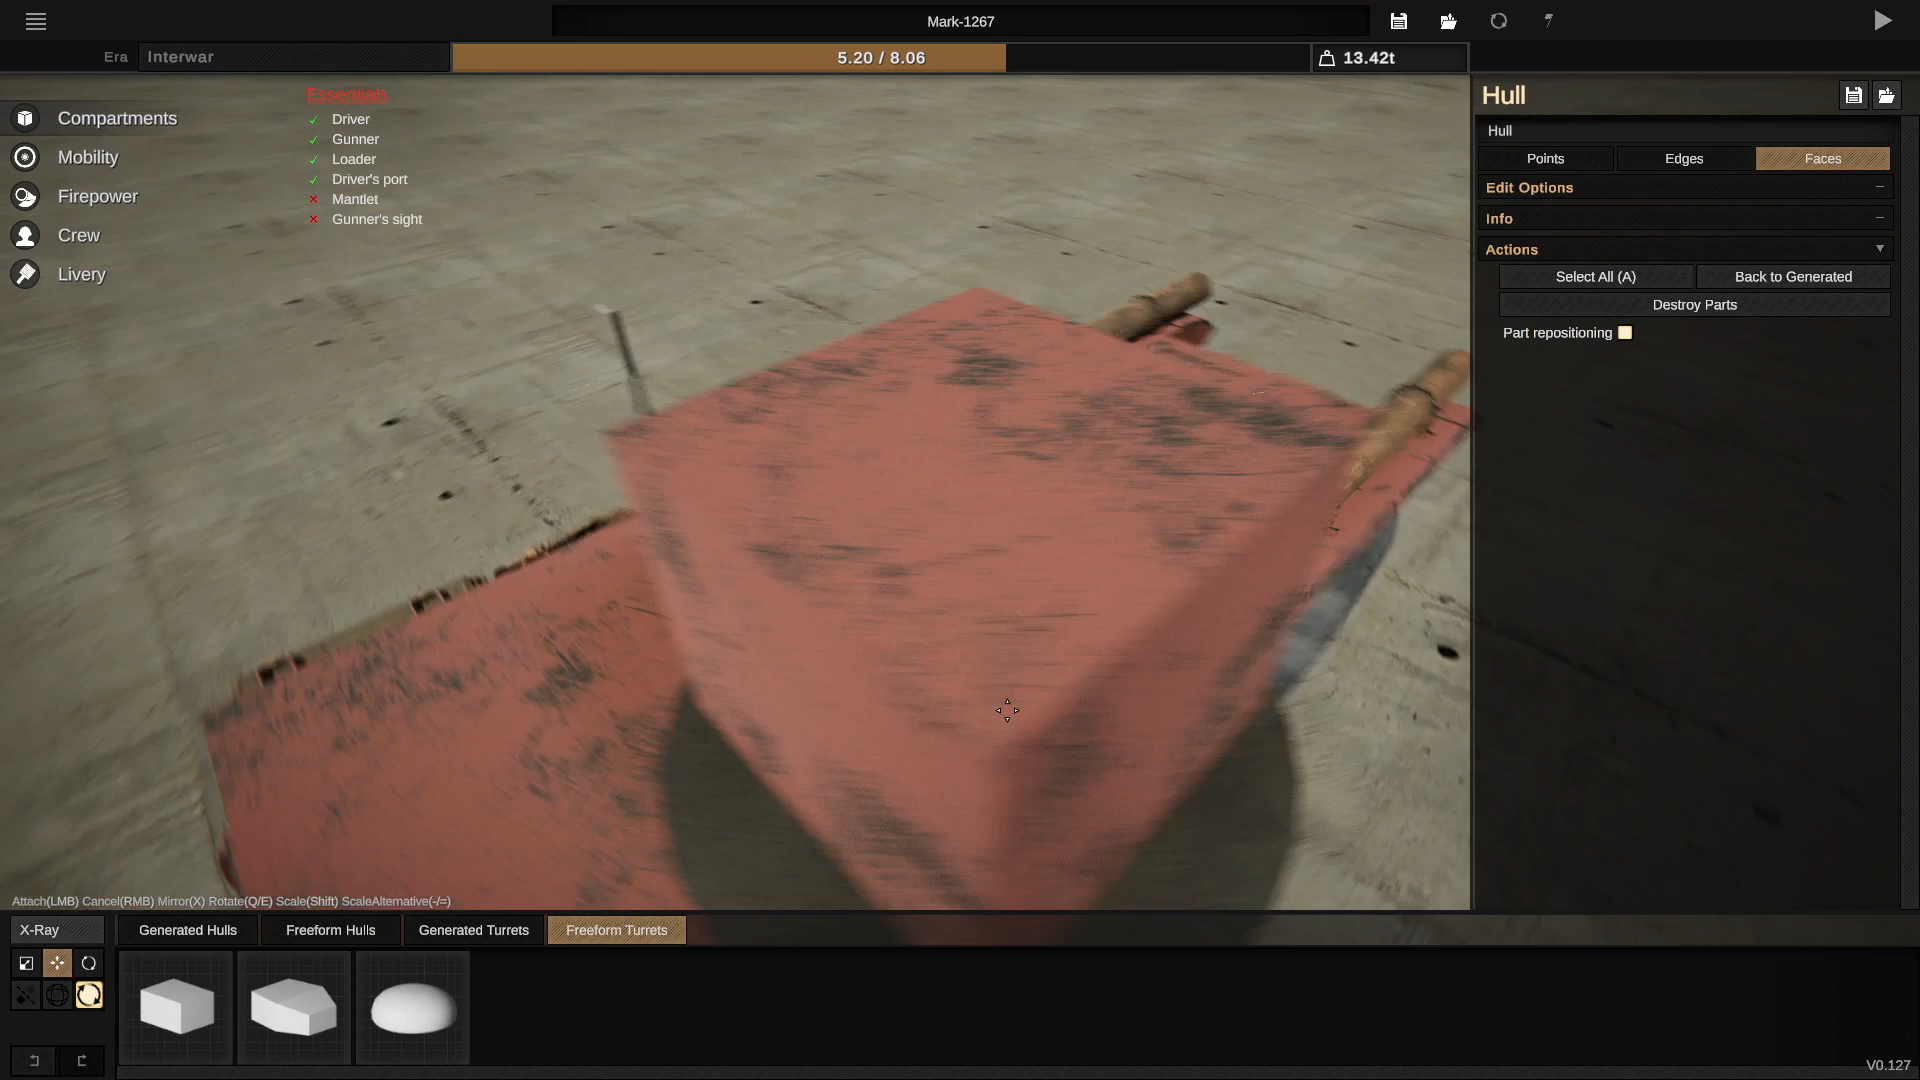 Mark-1267
Era
Interwar
5.20 / 8.06
13.42t
Compartments
Mobility
Firepower
Crew
Livery
Essentials
Driver
Gunner
Loader
Driver's port
Mantlet
Gunner's sight
Hull
Hull
Points
Edges
Faces
Edit Options
Info
Actions
Select All (A)
Back to Generated
Destroy Parts
Part repositioning
Attach(LMB) Cancel(RMB) Mirror(X) Rotate(Q/E) Scale(Shift) ScaleAlternative(-/=)
X-Ray
Generated Hulls
Freeform Hulls
Generated Turrets
Freeform Turrets
V0.127